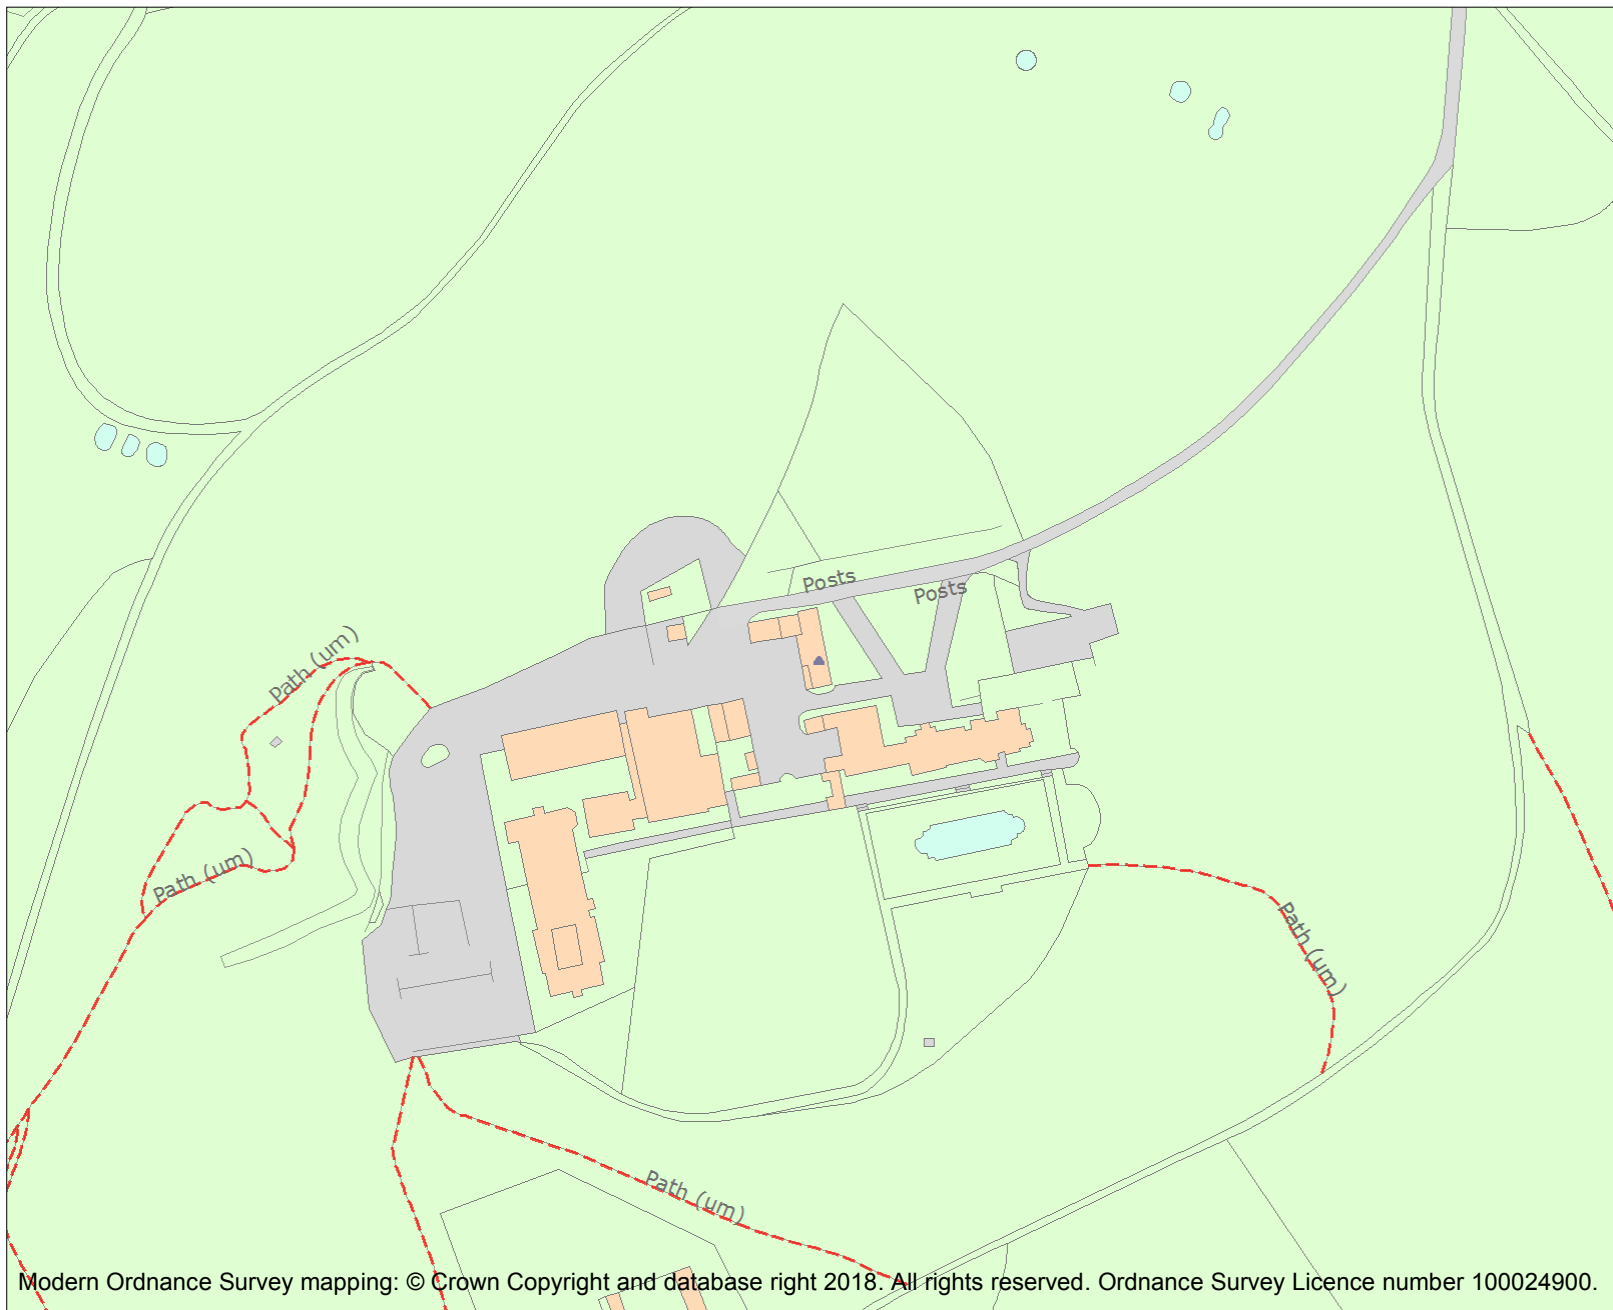 Posts
Posts
Path (um)
Path (um)
Path (um)
Path (um)
Modern Ordnance Survey mapping: © Crown Copyright and database right 2018. All rights reserved. Ordnance Survey Licence number 100024900.